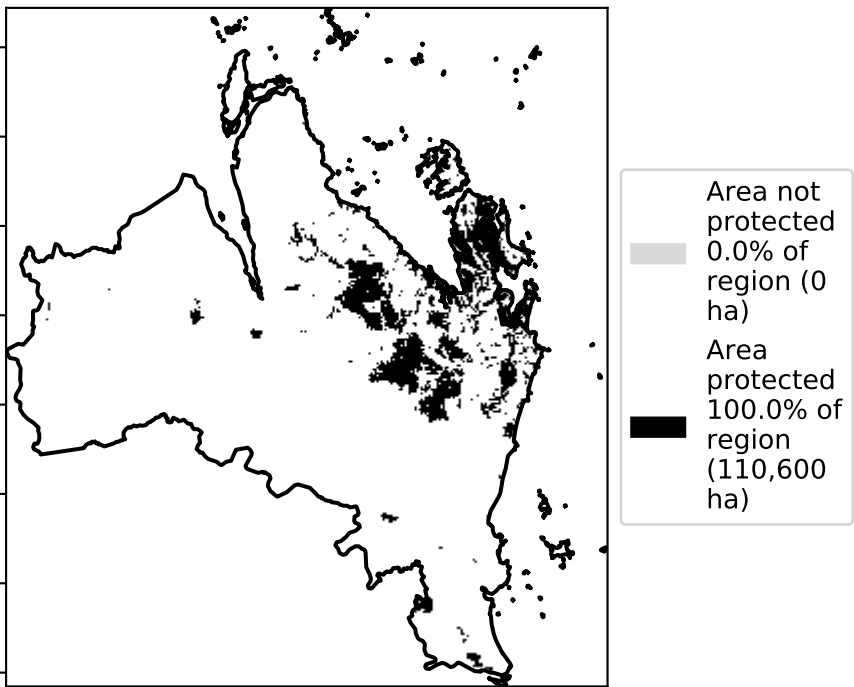 Area not
protected
0.0% of
region (0
ha)
Area
protected
100.0% of
region
(110,600
ha)